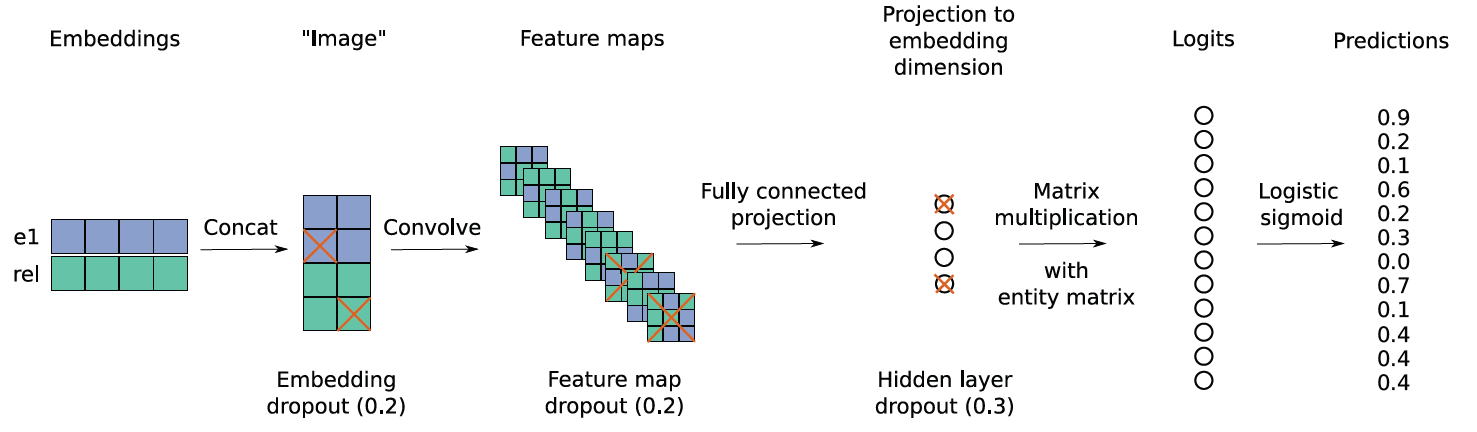 Embeddings
"Image"
Feature maps
Projection to
embedding
dimension
Logits
Predictions
e1
rel
Concat
Convolve
Fully connected
projection
Matrix
multiplication
with
entity matrix
Logistic
sigmoid
0.9
0.2
0.1
0.6
0.2
0.3
0.0
0.7
0.1
0.4
0.4
0.4
Embedding
dropout (0.2)
Feature map
dropout (0.2)
Hidden layer
dropout (0.3)